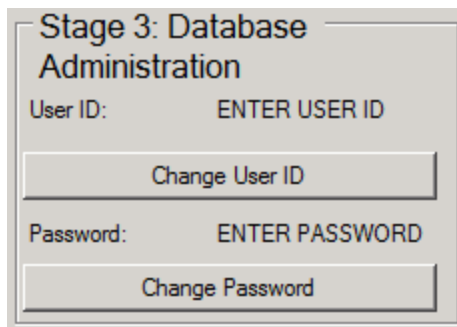 Stage 3: Database
Administration
User ID: ENTER USER ID
Change User ID
Password: ENTER PASSWORD
Change Password